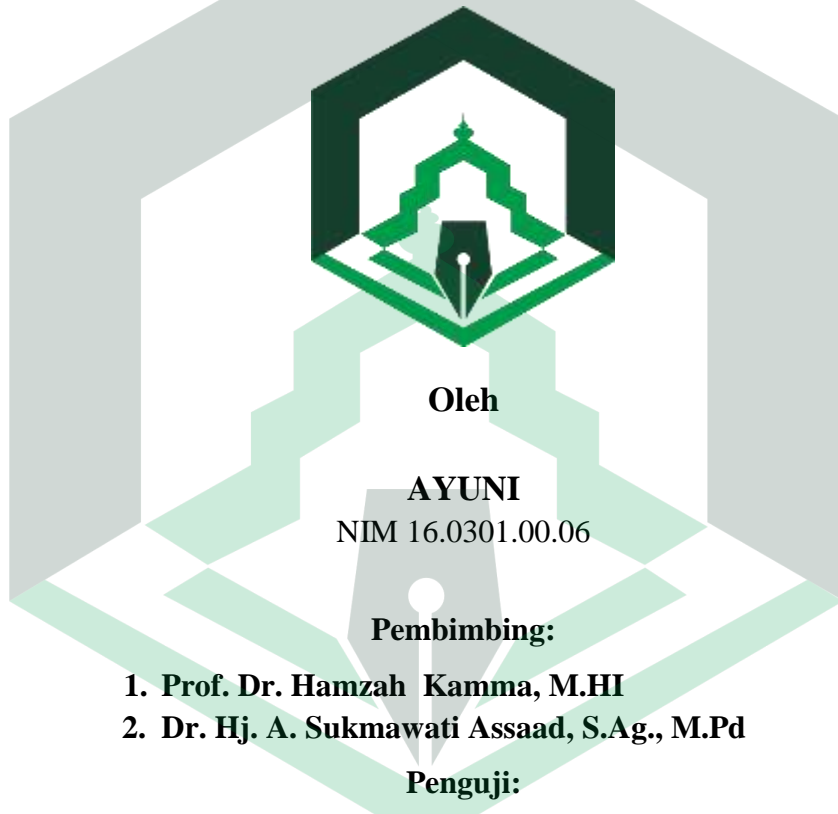 Oleh
AYUNI
NIM 16.0301.00.06
Pembimbing:
1. Prof. Dr. Hamzah Kamma, M.HI
2. Dr. Hj. A. Sukmawati Assaad, S.Ag., M.Pd
Penguji: